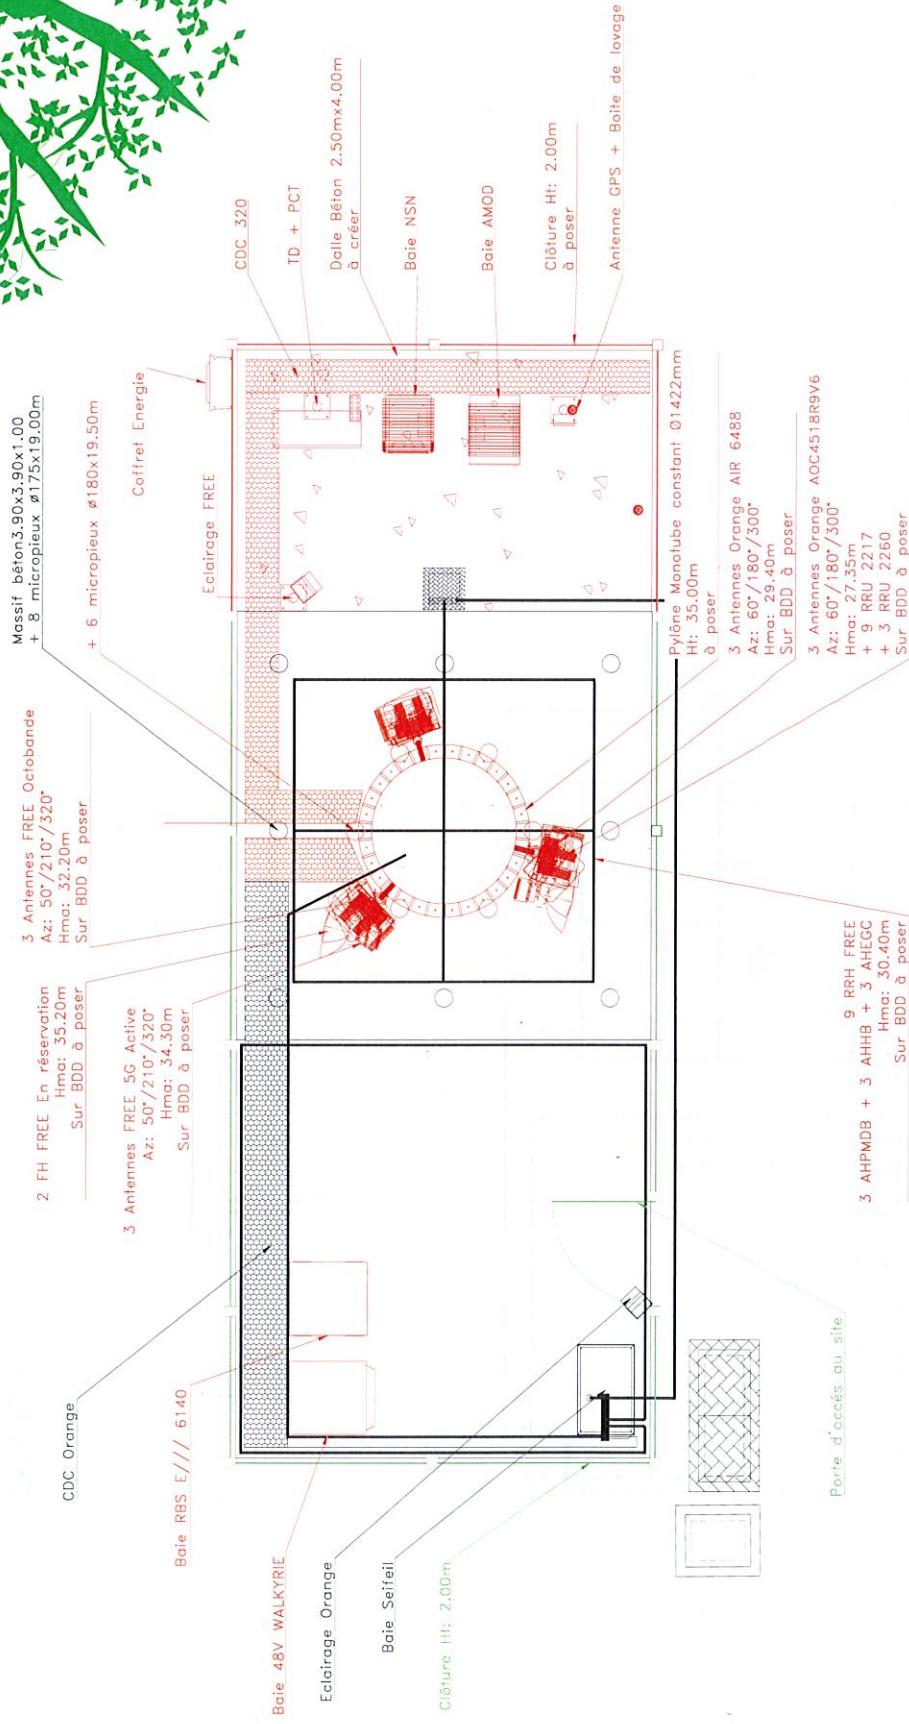 Massif béton3.90x3.90x1.00
+ 8 micropieux ø175x19.00m
+ 6 micropieux ø180x19.50m
Coffret Energie
CDC 320
TD + PCT
Dalle Béton 2.50mx4.00m
à créer
Baie NSN
Baie AMOD
Clôture Ht: 2.00m
à poser
Antenne GPS + Boite de lovage
Eclairage FREE
3 Antennes FREE Octobande
Az: 50°/210°/320°
Hma: 32.20m
Sur BDD à poser
2 FH FREE En réservation
Hma: 35.20m
Sur BDD à poser
3 Antennes FREE 5G Active
Az: 50°/210°/320°
Hma: 34.30m
Sur BDD à poser
CDC Orange
Baie RBS E/// 6140
Baie 48V WALKYRIE
Eclairage Orange
Baie Seifeil
Clôture Ht: 2.00m
Porte d'accés au site
Pylône Monotube constant Ø1422mm
Ht: 35.00m
à poser
3 Antennes Orange AIR 6488
Az: 60°/180°/300°
Hma: 29.40m
Sur BDD à poser
3 Antennes Orange AOC4518R9V6
Az: 60°/180°/300°
Hma: 27.35m
+ 9 RRU 2217
+ 3 RRU 2260
Sur BDD à poser
9 RRH FREE
3 AHPMDB + 3 AHHB + 3 AHEGC
Hma: 30.40m
Sur BDD à poser